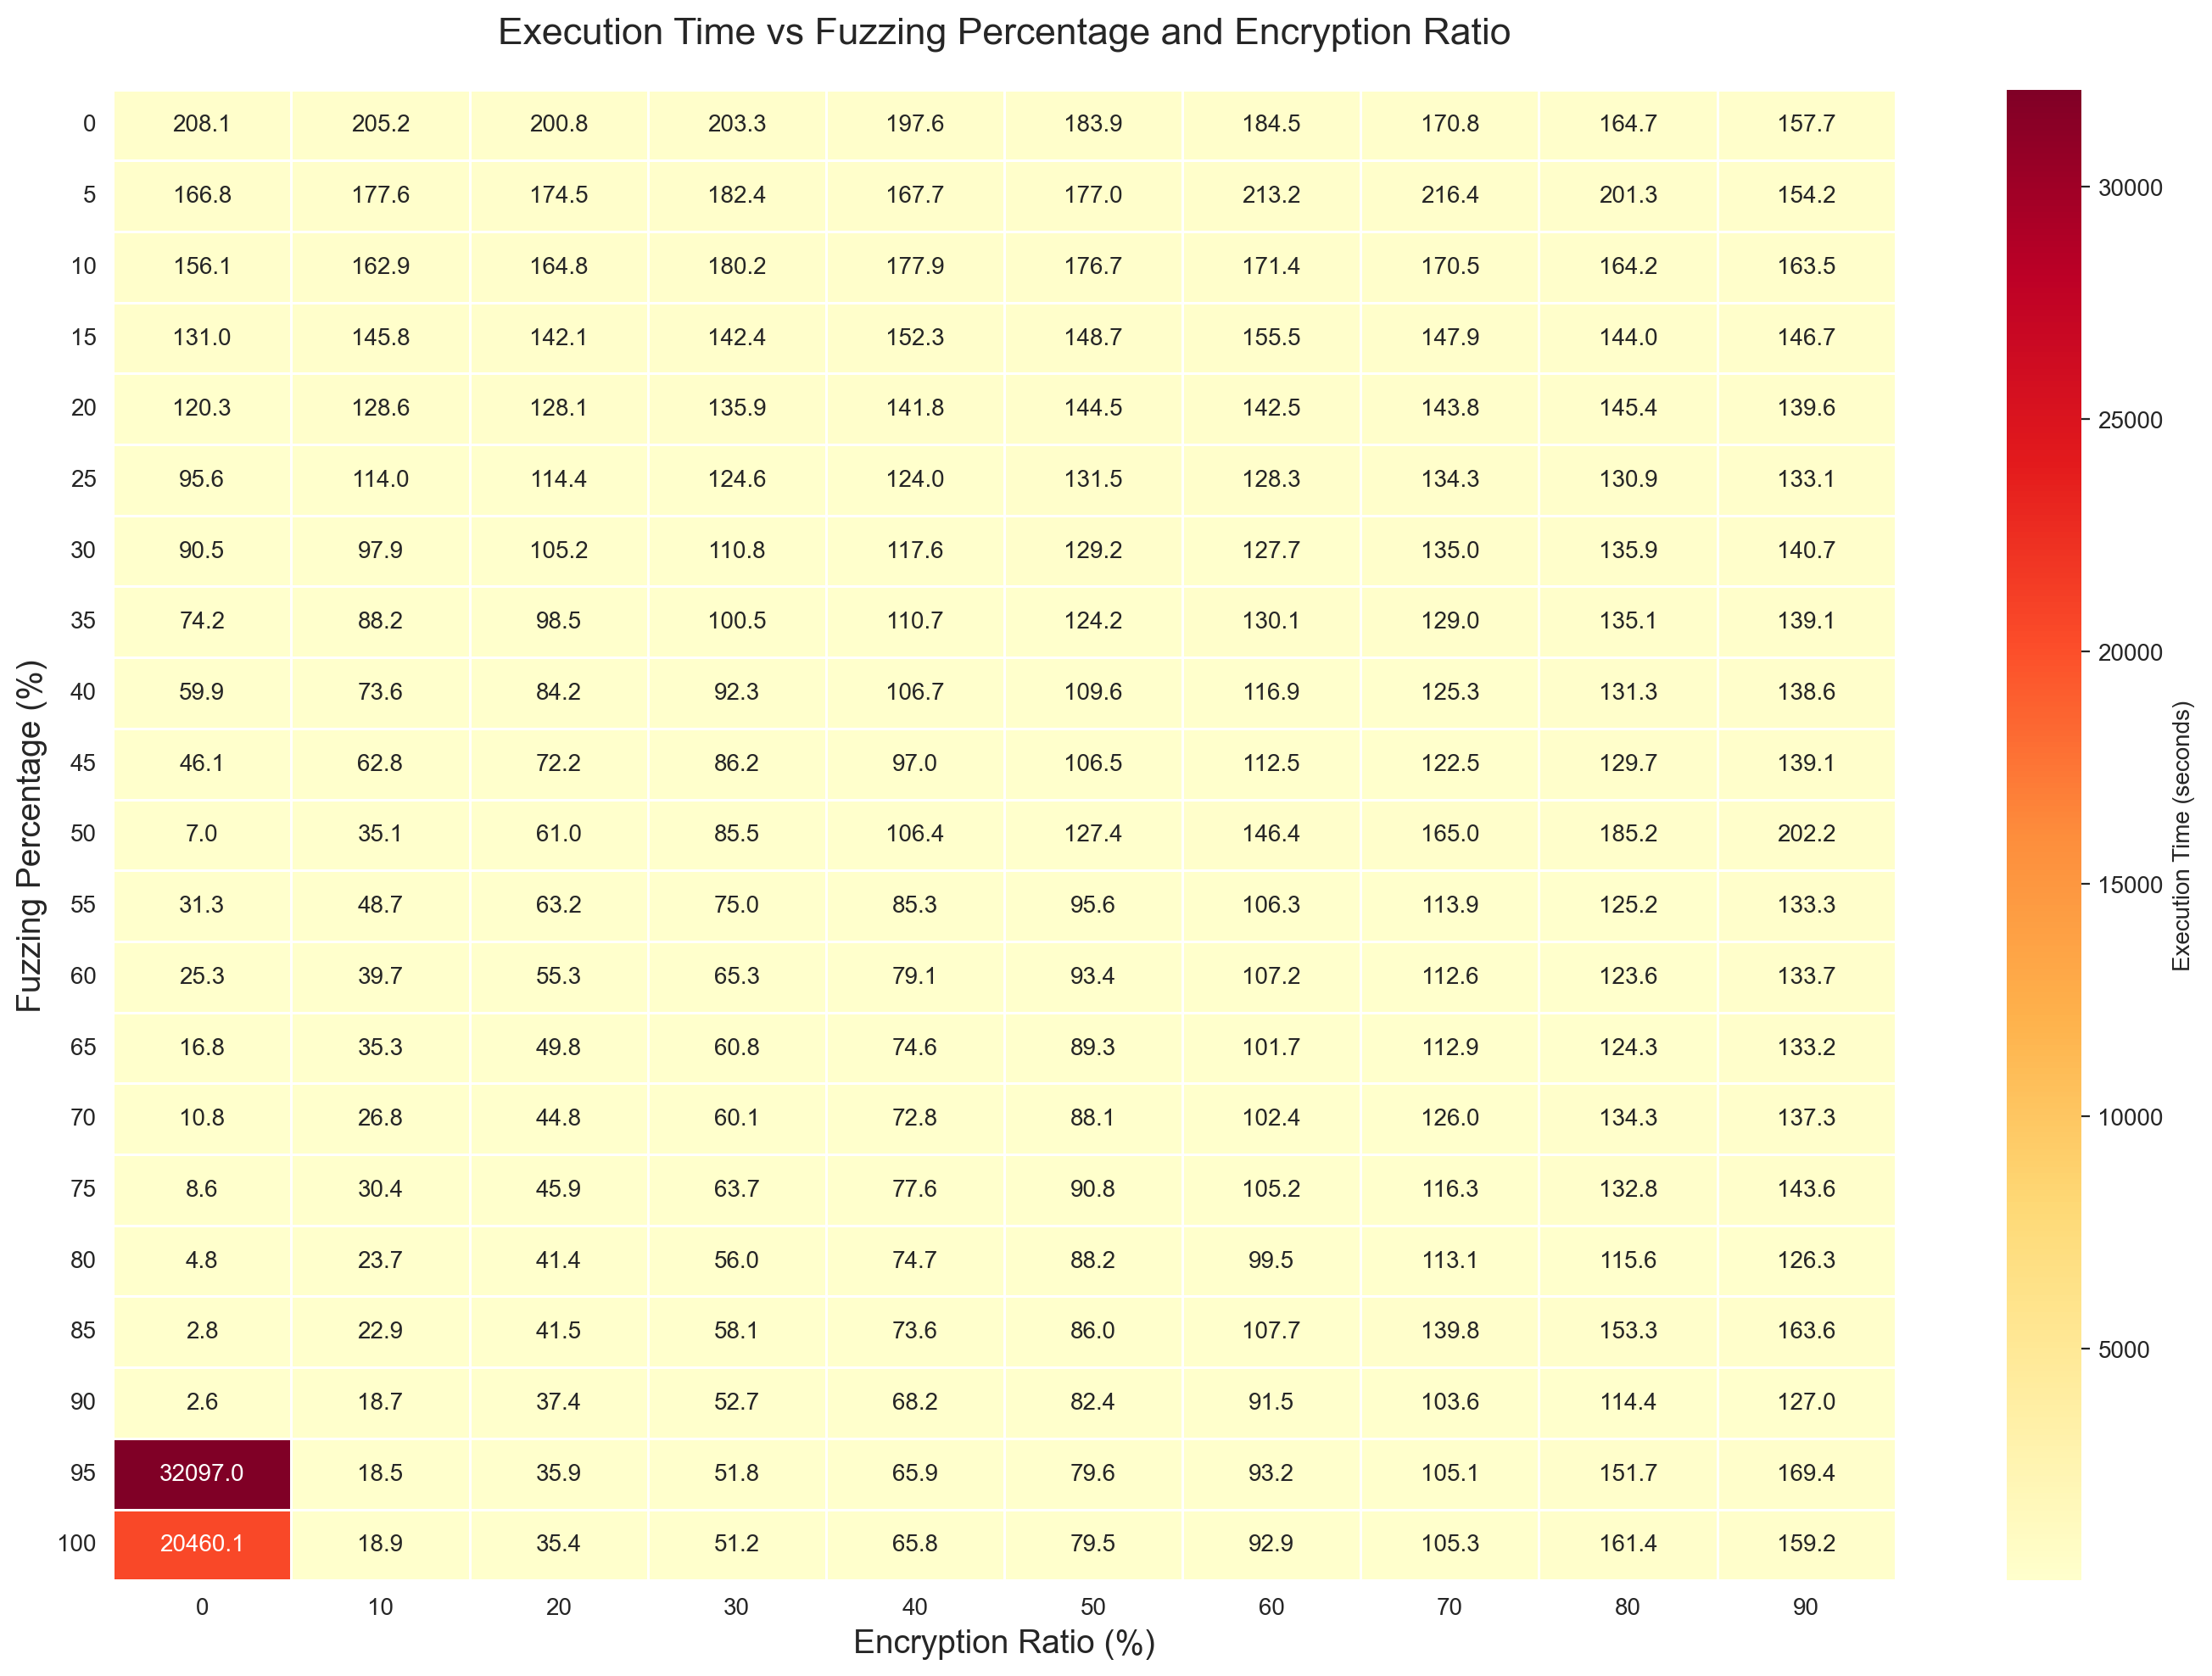 Execution Time vs Fuzzing Percentage and Encryption Ratio
0 208.1 205.2 200.8 203.3 197.6 183.9 184.5 170.8 164.7 157.7
5 166.8 177.6 174.5 182.4 167.7 177.0 213.2 216.4 201.3 154.2
10 156.1 162.9 164.8 180.2 177.9 176.7 171.4 170.5 164.2 163.5
15 131.0 145.8 142.1 142.4 152.3 148.7 155.5 147.9 144.0 146.7
20 120.3 128.6 128.1 135.9 141.8 144.5 142.5 143.8 145.4 139.6
25 95.6 114.0 114.4 124.6 124.0 131.5 128.3 134.3 130.9 133.1
30 90.5 97.9 105.2 110.8 117.6 129.2 127.7 135.0 135.9 140.7
35 74.2 88.2 98.5 100.5 110.7 124.2 130.1 129.0 135.1 139.1
40 59.9 73.6 84.2 92.3 106.7 109.6 116.9 125.3 131.3 138.6
45 46.1 62.8 72.2 86.2 97.0 106.5 112.5 122.5 129.7 139.1
50 7.0 35.1 61.0 85.5 106.4 127.4 146.4 165.0 185.2 202.2
55 31.3 48.7 63.2 75.0 85.3 95.6 106.3 113.9 125.2 133.3
60 25.3 39.7 55.3 65.3 79.1 93.4 107.2 112.6 123.6 133.7
65 16.8 35.3 49.8 60.8 74.6 89.3 101.7 112.9 124.3 133.2
70 10.8 26.8 44.8 60.1 72.8 88.1 102.4 126.0 134.3 137.3
75 8.6 30.4 45.9 63.7 77.6 90.8 105.2 116.3 132.8 143.6
80 4.8 23.7 41.4 56.0 74.7 88.2 99.5 113.1 115.6 126.3
85 2.8 22.9 41.5 58.1 73.6 86.0 107.7 139.8 153.3 163.6
90 2.6 18.7 37.4 52.7 68.2 82.4 91.5 103.6 114.4 127.0
95 32097.0 18.5 35.9 51.8 65.9 79.6 93.2 105.1 151.7 169.4
100 20460.1 18.9 35.4 51.2 65.8 79.5 92.9 105.3 161.4 159.2
0 10 20 30 40 50 60 70 80 90
Encryption Ratio (%)
Fuzzing Percentage (%)
30000
25000
20000
15000
10000
5000
Execution Time (seconds)